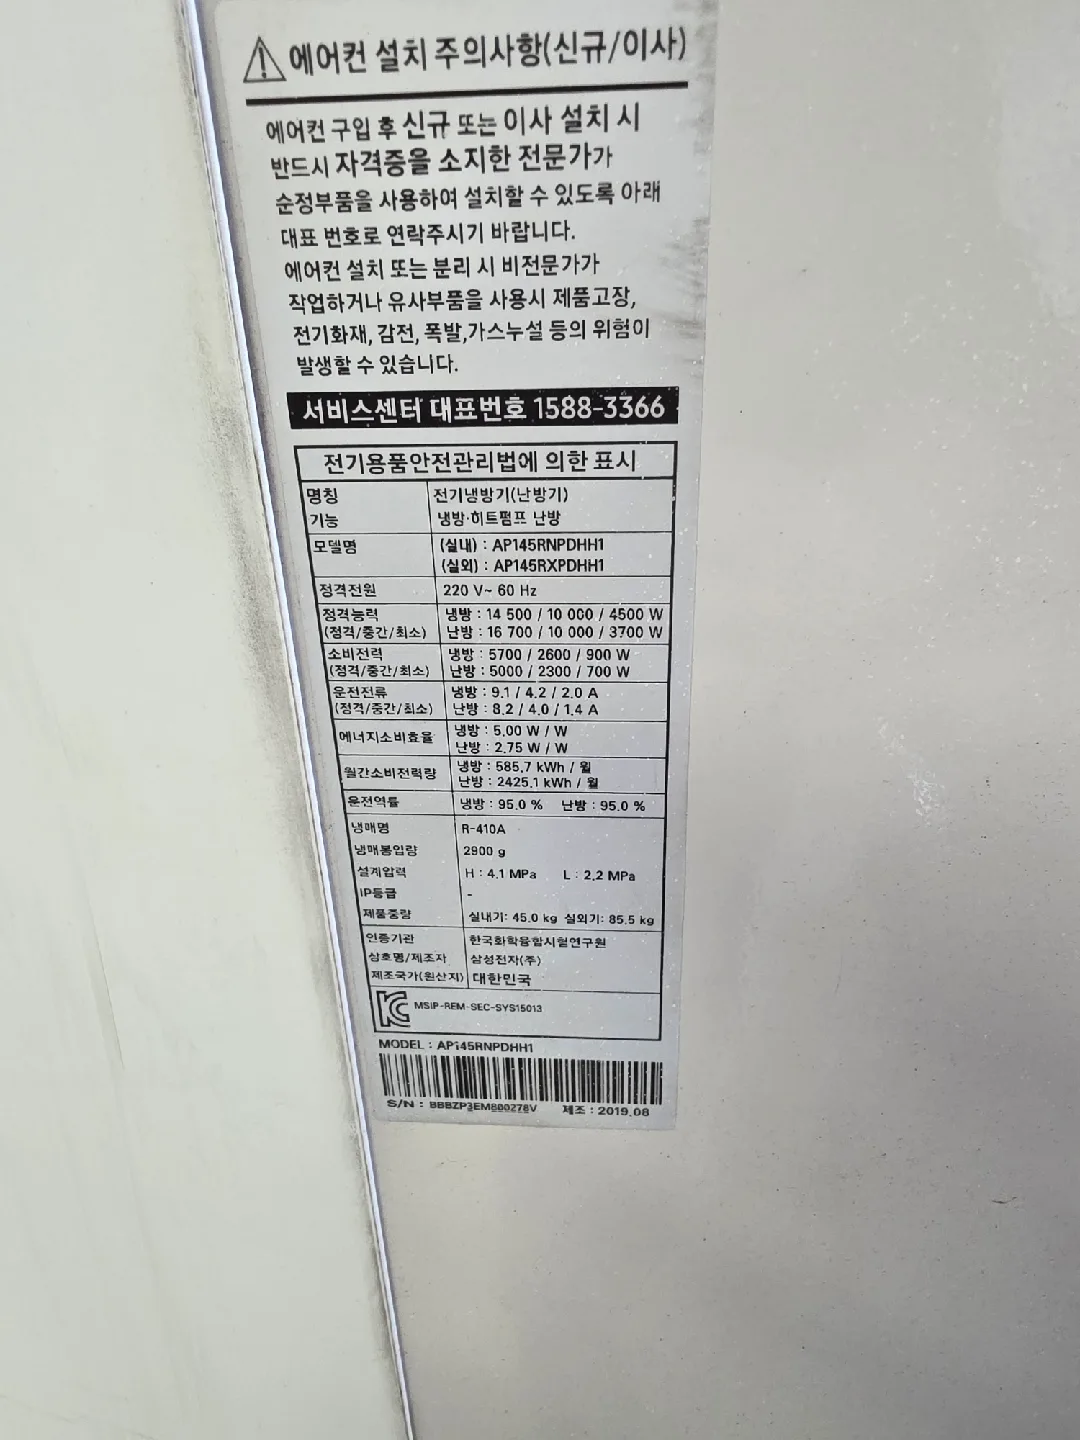 에어컨 설치 주의사항(신규/이사)
에어컨 구입 후 신규 또는 이사 설치 시
반드시 자격증을 소지한 전문가가
순정부품을 사용하여 설치할 수 있도록 아래
대표 번호로 연락주시기 바랍니다.
에어컨 설치 또는 분리 시 비전문가가
작업하거나 유사부품을 사용시 제품고장,
전기화재, 감전, 폭발,가스누설 등의 위험이
발생할 수 있습니다.
서비스센터 대표번호 1588-3366
전기용품안전관리법에 의한 표시
명칭 전기냉방기(난방기)
기능 냉방·히트펌프 난방
모델명 (실내) : AP145RNPDHH1
(실외) : AP145RXPDHH1
정격전원 220 V~ 60 Hz
정격능력 냉방 : 14 500 / 10 000 / 4500 W
(정격/중간/최소) 난방 : 16 700 / 10 000 / 3700 W
소비전력 냉방 : 5700 / 2600 / 900 W
(정격/중간/최소) 난방 : 5000 / 2300 / 700 W
운전전류 냉방 : 9.1 / 4.2 / 2.0 A
(정격/중간/최소) 난방 : 8.2 / 4.0 / 1.4 A
에너지소비효율 냉방 : 5.00 W / W
난방 : 2.75 W / W
월간소비전력량 냉방 : 585.7 kWh / 월
난방 : 2425.1 kWh / 월
운전역률 냉방 : 95.0 % 난방 : 95.0 %
냉매명 R-410A
냉매봉입량 2900 g
설계압력 H : 4.1 MPa L : 2.2 MPa
IP등급 -
제품중량 실내기: 45.0 kg 실외기: 85.5 kg
인증기관 한국화학융합시험연구원
상호명/제조자 삼성전자(주)
제조국가(원산지) 대한민국
MSIP-REM-SEC-SYS15013
MODEL : AP145RNPDHH1
S/N : 제조 : 2019.08